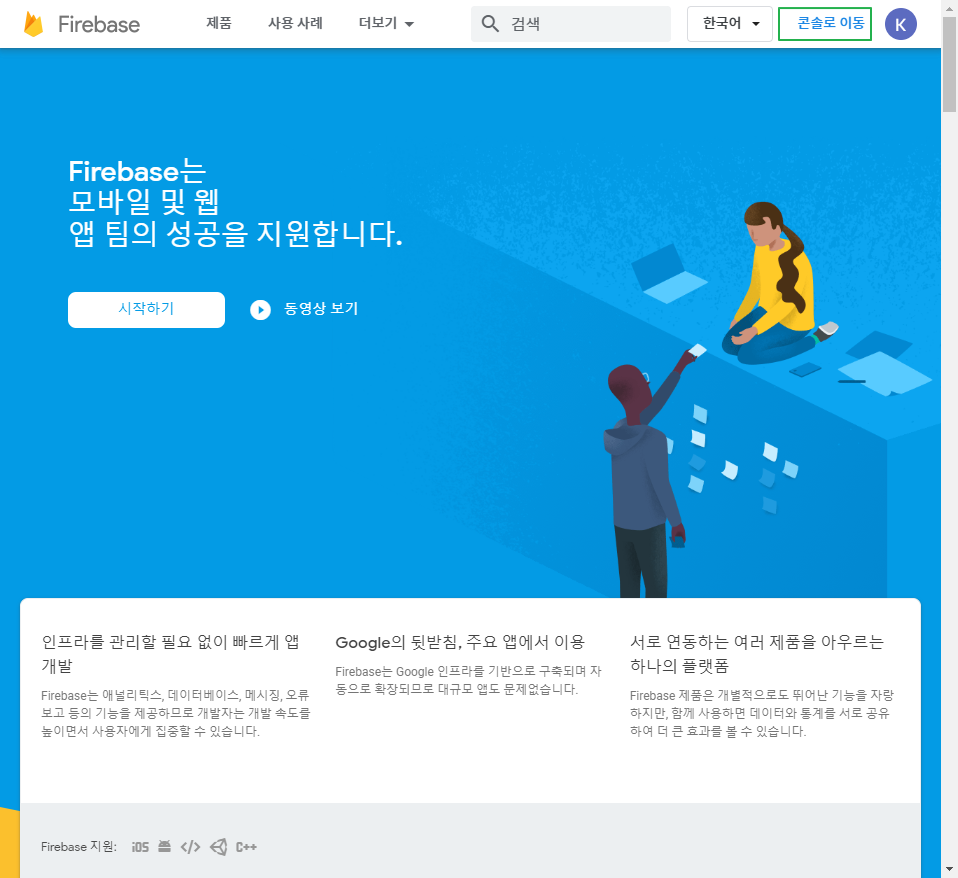 Firebase 제품 사용 사례 더보기 검색 한국어 콘솔로 이동 K
Firebase는
모바일 및 웹
앱 팀의 성공을 지원합니다.
시작하기 동영상 보기
인프라를 관리할 필요 없이 빠르게 앱
개발
Firebase는 애널리틱스, 데이터베이스, 메시징, 오류
보고 등의 기능을 제공하므로 개발자는 개발 속도를
높이면서 사용자에게 집중할 수 있습니다.
Google의 뒷받침, 주요 앱에서 이용
Firebase는 Google 인프라를 기반으로 구축되며 자
동으로 확장되므로 대규모 앱도 문제없습니다.
서로 연동하는 여러 제품을 아우르는
하나의 플랫폼
Firebase 제품은 개별적으로도 뛰어난 기능을 자랑
하지만, 함께 사용하면 데이터와 통계를 서로 공유
하여 더 큰 효과를 볼 수 있습니다.
Firebase 지원: iOS </> C++